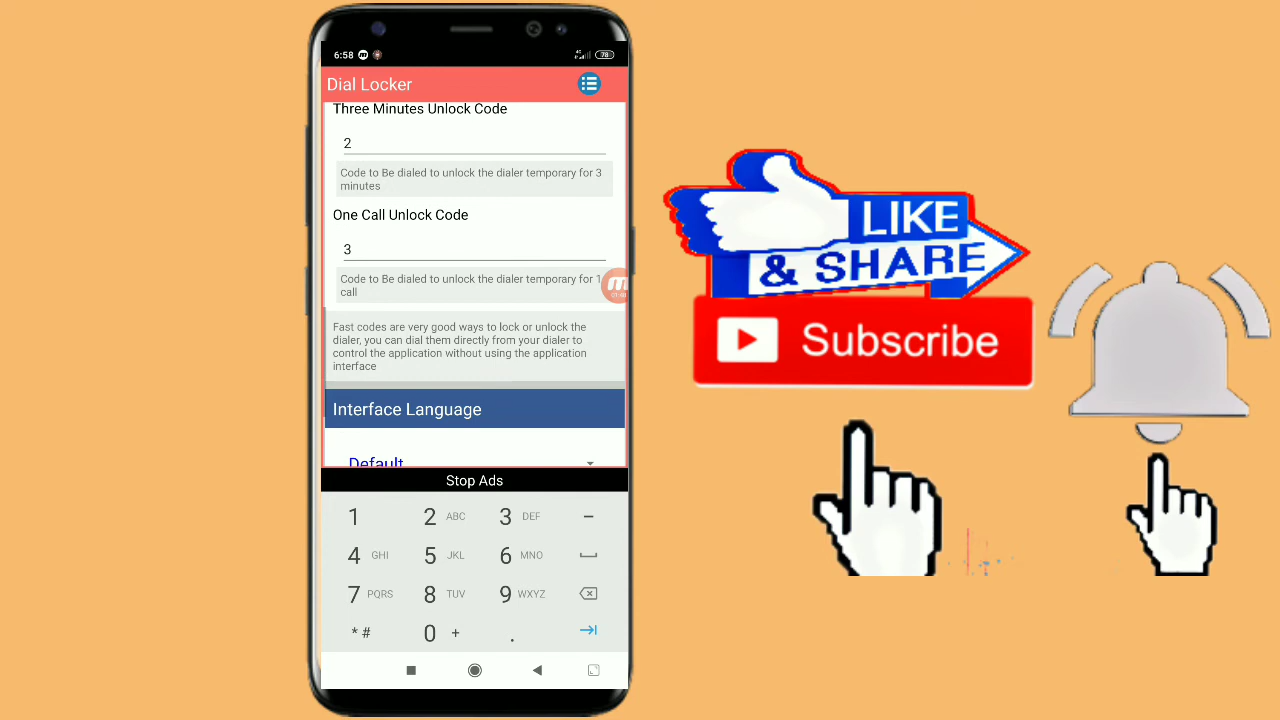 6:58
4G
78
Dial Locker
Three Minutes Unlock Code
2
Code to Be dialed to unlock the dialer temporary for 3
minutes
One Call Unlock Code
3
Code to Be dialed to unlock the dialer temporary for 1
call
Fast codes are very good ways to lock or unlock the
dialer, you can dial them directly from your dialer to
control the application without using the application
interface
Interface Language
Default
Stop Ads
1 2 ABC 3 DEF −
4 GHI 5 JKL 6 MNO
7 PQRS 8 TUV 9 WXYZ
* # 0 + .
LIKE
& SHARE
Subscribe